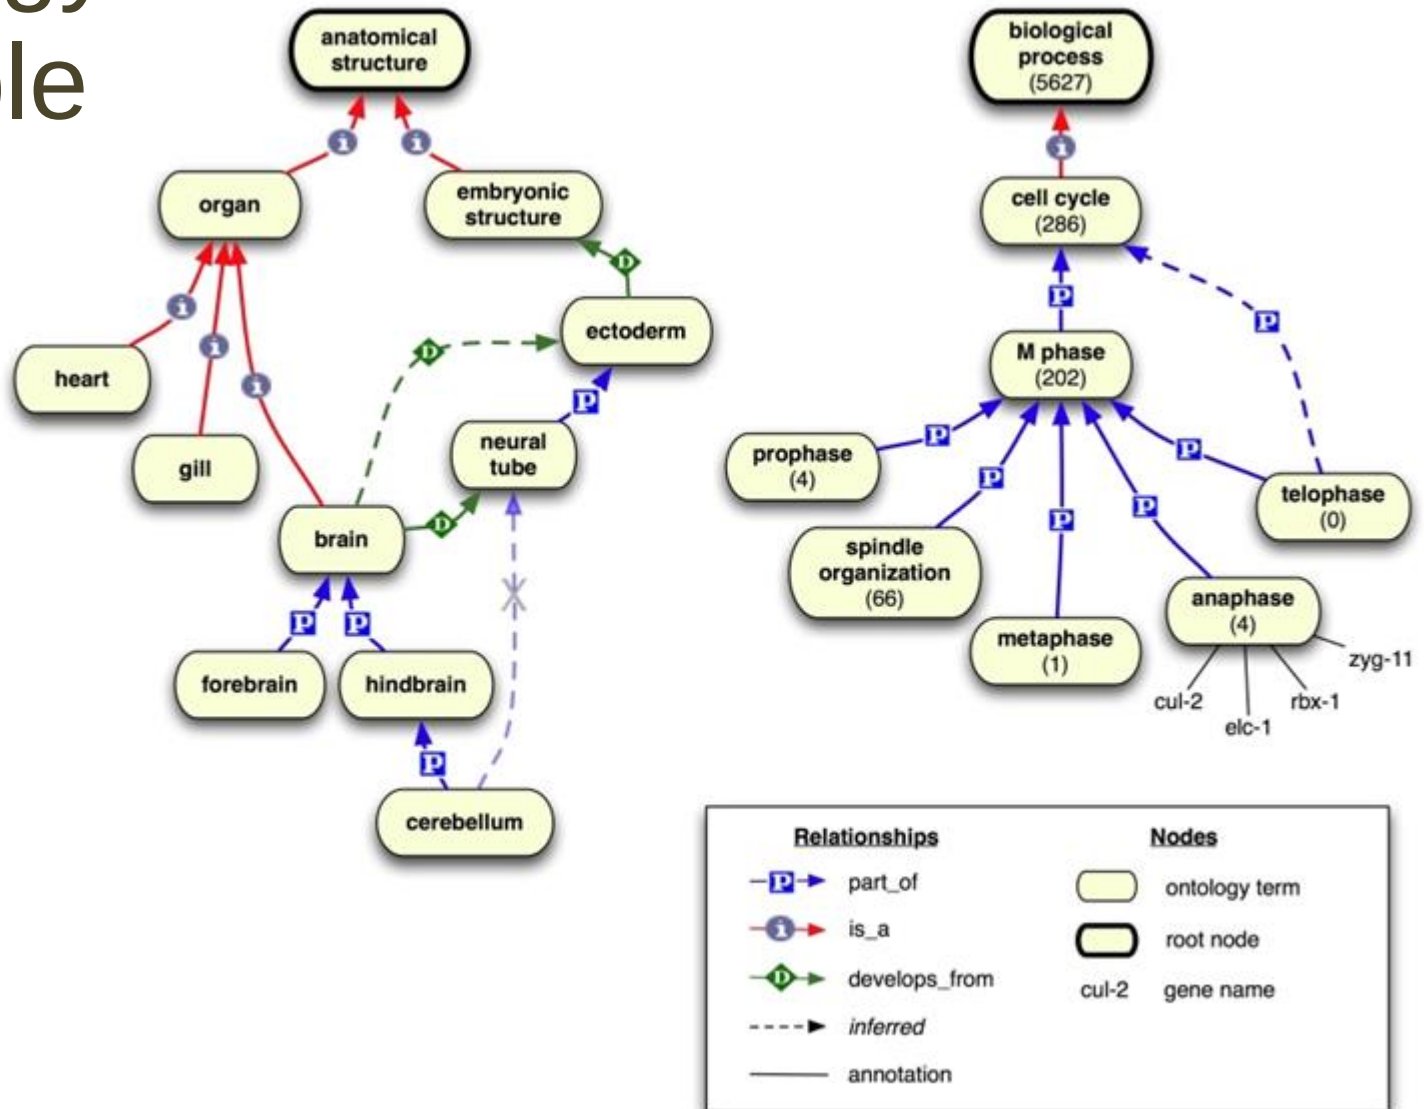 gy
ole
anatomical
structure
organ
embryonic
structure
heart
gill
brain
ectoderm
neural
tube
forebrain
hindbrain
cerebellum
i
i
i
i
i
D
D
D
P
P
P
P
biological
process
(5627)
i
cell cycle
(286)
P
P
M phase
(202)
P
P
P
P
P
prophase
(4)
spindle
organization
(66)
metaphase
(1)
anaphase
(4)
telophase
(0)
cul-2
elc-1
rbx-1
zyg-11
Relationships
P part_of
i is_a
D develops_from
inferred
annotation
Nodes
ontology term
root node
cul-2 gene name